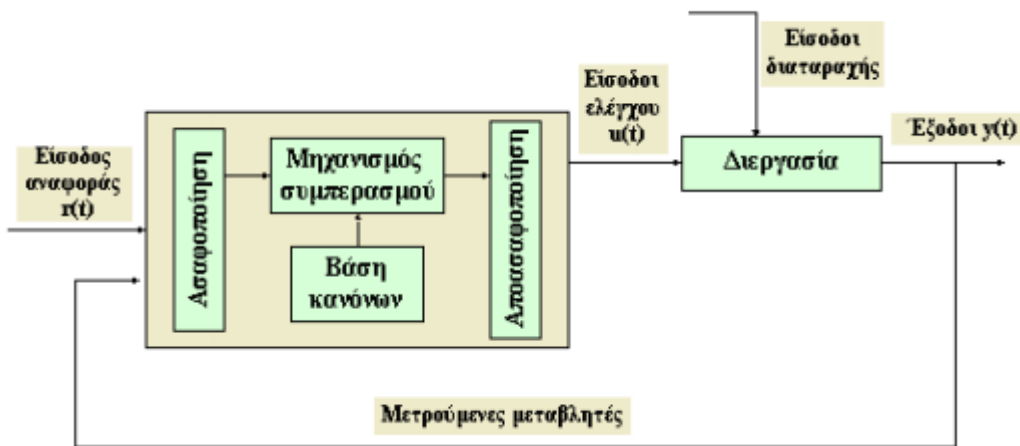 Είσοδοι
διαταραχής
Είσοδοι
ελέγχου
u(t)
Έξοδοι y(t)
Είσοδος
αναφοράς
r(t)
Ασαφοποίηση
Μηχανισμός
συμπερασμού
Βάση
κανόνων
Αποασαφοποίηση
Διεργασία
Μετρούμενες μεταβλητές